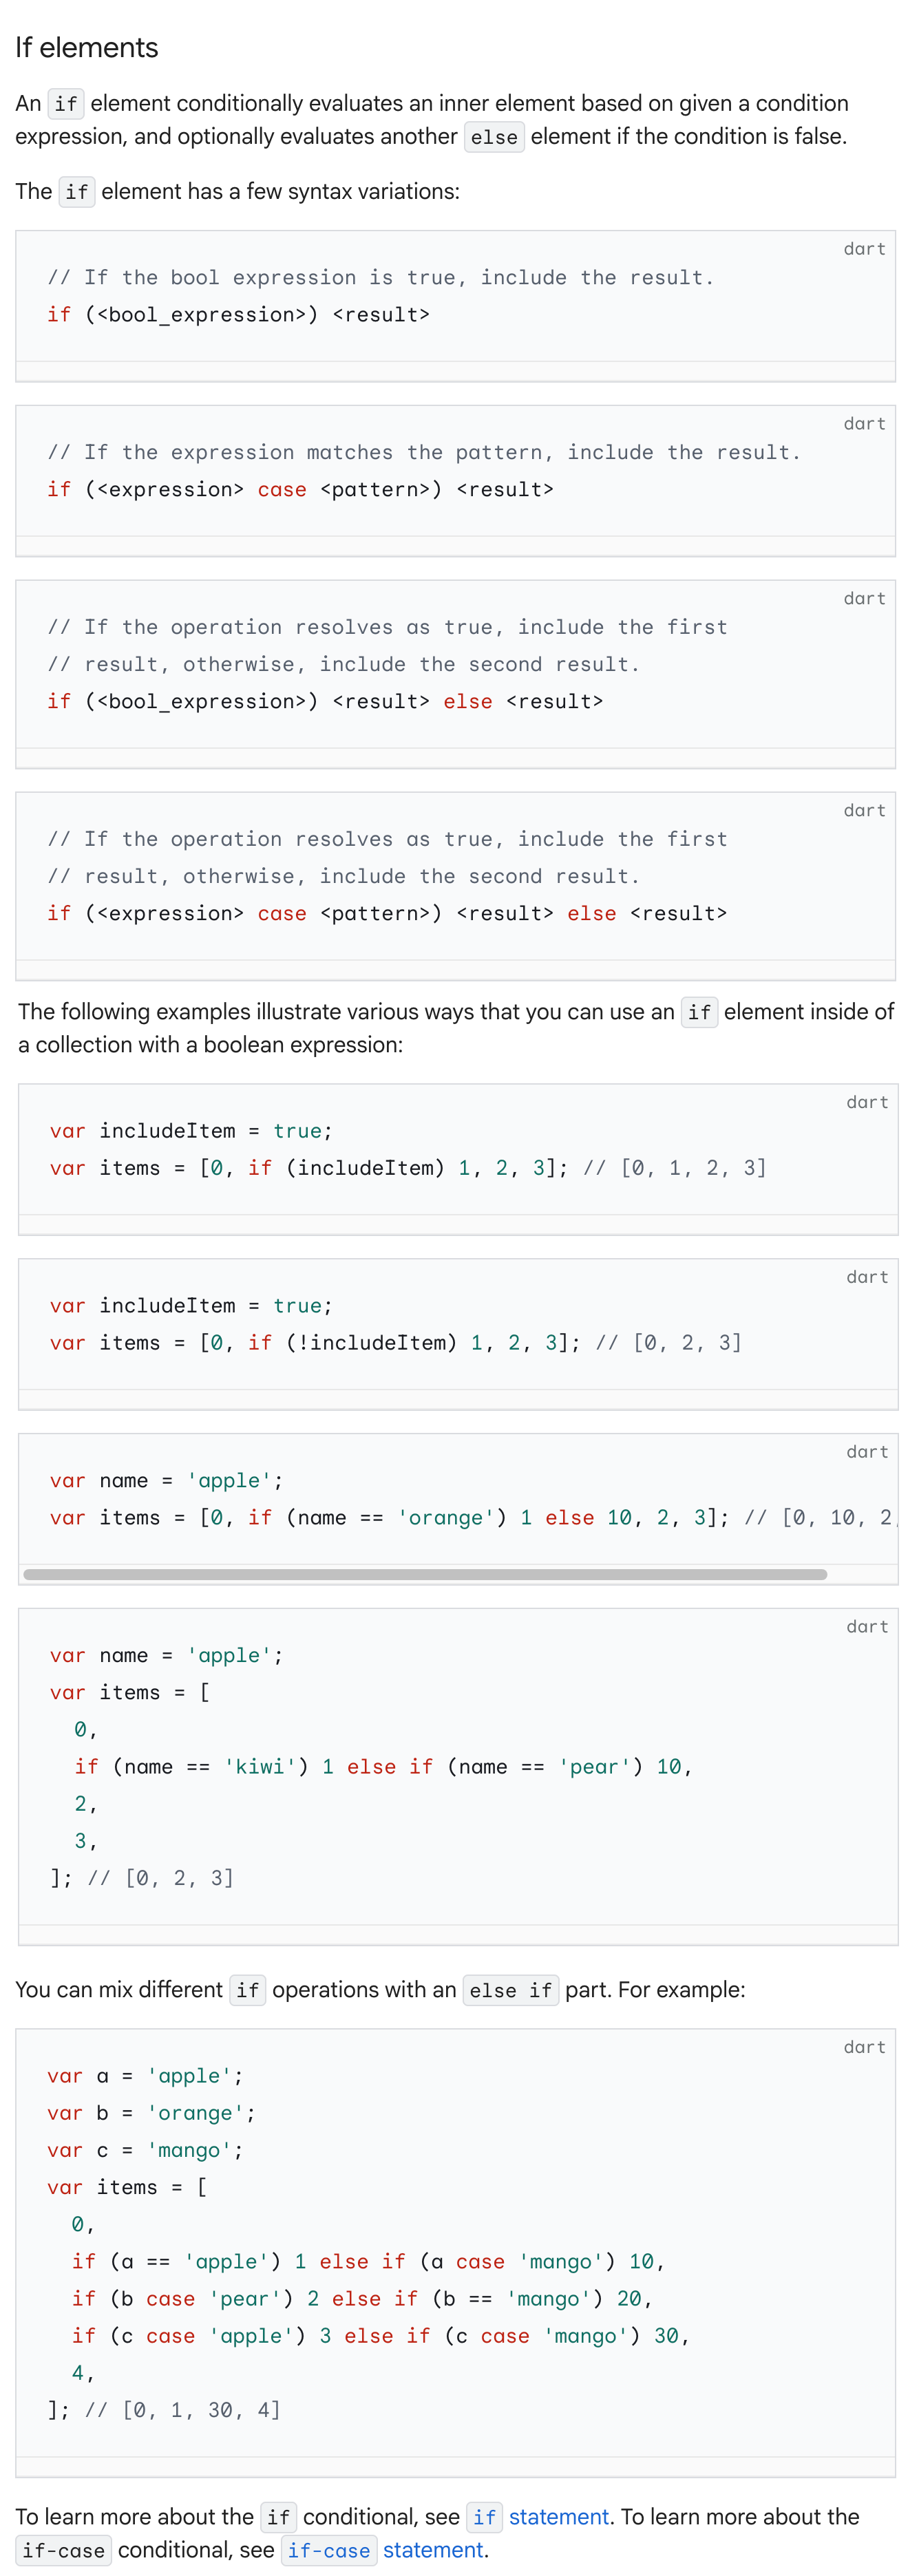 If elements
An if element conditionally evaluates an inner element based on given a condition
expression, and optionally evaluates another else element if the condition is false.
The if element has a few syntax variations:
dart
// If the bool expression is true, include the result.
if (<bool_expression>) <result>
dart
// If the expression matches the pattern, include the result.
if (<expression> case <pattern>) <result>
dart
// If the operation resolves as true, include the first
// result, otherwise, include the second result.
if (<bool_expression>) <result> else <result>
dart
// If the operation resolves as true, include the first
// result, otherwise, include the second result.
if (<expression> case <pattern>) <result> else <result>
The following examples illustrate various ways that you can use an if element inside of
a collection with a boolean expression:
dart
var includeItem = true;
var items = [0, if (includeItem) 1, 2, 3]; // [0, 1, 2, 3]
dart
var includeItem = true;
var items = [0, if (!includeItem) 1, 2, 3]; // [0, 2, 3]
dart
var name = 'apple';
var items = [0, if (name == 'orange') 1 else 10, 2, 3]; // [0, 10, 2,
dart
var name = 'apple';
var items = [
  0,
  if (name == 'kiwi') 1 else if (name == 'pear') 10,
  2,
  3,
]; // [0, 2, 3]
You can mix different if operations with an else if part. For example:
dart
var a = 'apple';
var b = 'orange';
var c = 'mango';
var items = [
  0,
  if (a == 'apple') 1 else if (a case 'mango') 10,
  if (b case 'pear') 2 else if (b == 'mango') 20,
  if (c case 'apple') 3 else if (c case 'mango') 30,
  4,
]; // [0, 1, 30, 4]
To learn more about the if conditional, see if statement. To learn more about the
if-case conditional, see if-case statement.